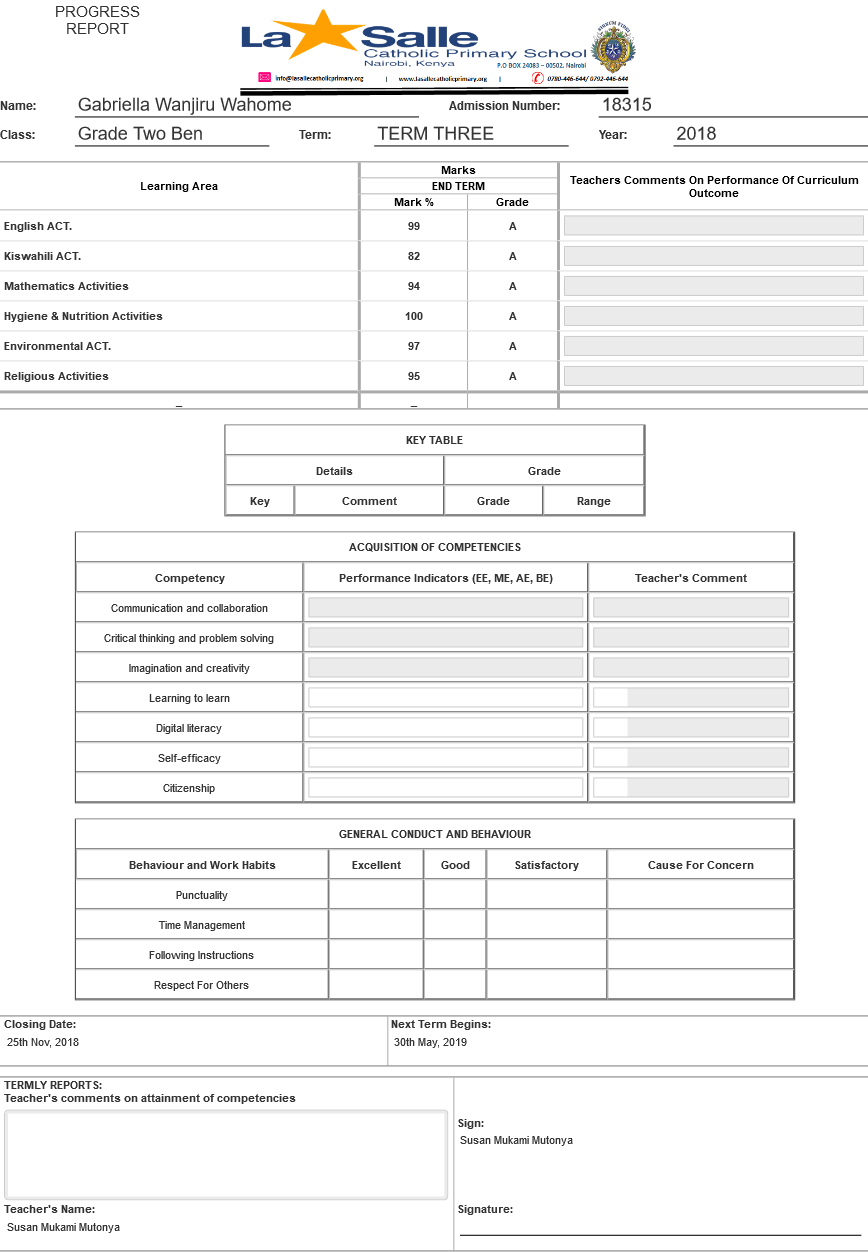 PROGRESS
REPORT
La Salle
Catholic Primary School
Nairobi, Kenya
P.O BOX 24083 – 00502, Nairobi
info@lasallecatholicprimary.org | www.lasallecatholicprimary.org | 0780-446-644/ 0792-446-644
Name: Gabriella Wanjiru Wahome Admission Number: 18315
Class: Grade Two Ben Term: TERM THREE Year: 2018
Learning Area Marks Teachers Comments On Performance Of Curriculum Outcome
END TERM
Mark % Grade
English ACT. 99 A
Kiswahili ACT. 82 A
Mathematics Activities 94 A
Hygiene & Nutrition Activities 100 A
Environmental ACT. 97 A
Religious Activities 95 A
_ _
KEY TABLE
Details Grade
Key Comment Grade Range
ACQUISITION OF COMPETENCIES
Competency Performance Indicators (EE, ME, AE, BE) Teacher's Comment
Communication and collaboration
Critical thinking and problem solving
Imagination and creativity
Learning to learn
Digital literacy
Self-efficacy
Citizenship
GENERAL CONDUCT AND BEHAVIOUR
Behaviour and Work Habits Excellent Good Satisfactory Cause For Concern
Punctuality
Time Management
Following Instructions
Respect For Others
Closing Date: Next Term Begins:
25th Nov, 2018 30th May, 2019
TERMLY REPORTS:
Teacher's comments on attainment of competencies
Sign:
Susan Mukami Mutonya
Teacher's Name: Signature:
Susan Mukami Mutonya